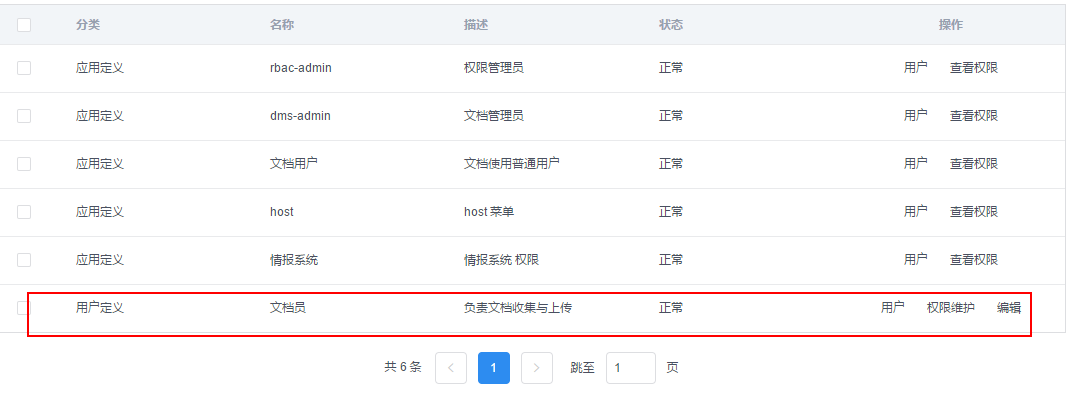 分类 名称 描述 状态 操作
应用定义 rbac-admin 权限管理员 正常 用户 查看权限
应用定义 dms-admin 文档管理员 正常 用户 查看权限
应用定义 文档用户 文档使用普通用户 正常 用户 查看权限
应用定义 host host 菜单 正常 用户 查看权限
应用定义 情报系统 情报系统 权限 正常 用户 查看权限
用户定义 文档员 负责文档收集与上传 正常 用户 权限维护 编辑
共 6 条 1 跳至 1 页